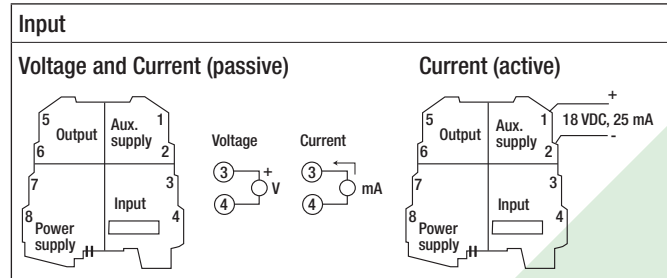 Input
Voltage and Current (passive)
Current (active)
5
Output
6
Aux.
supply
1
2
7
8
Power
supply
Input
3
4
Voltage
3
4
+
V
Current
3
4
mA
5
Output
6
Aux.
supply
1
2
+
18 VDC, 25 mA
-
7
8
Power
supply
Input
3
4